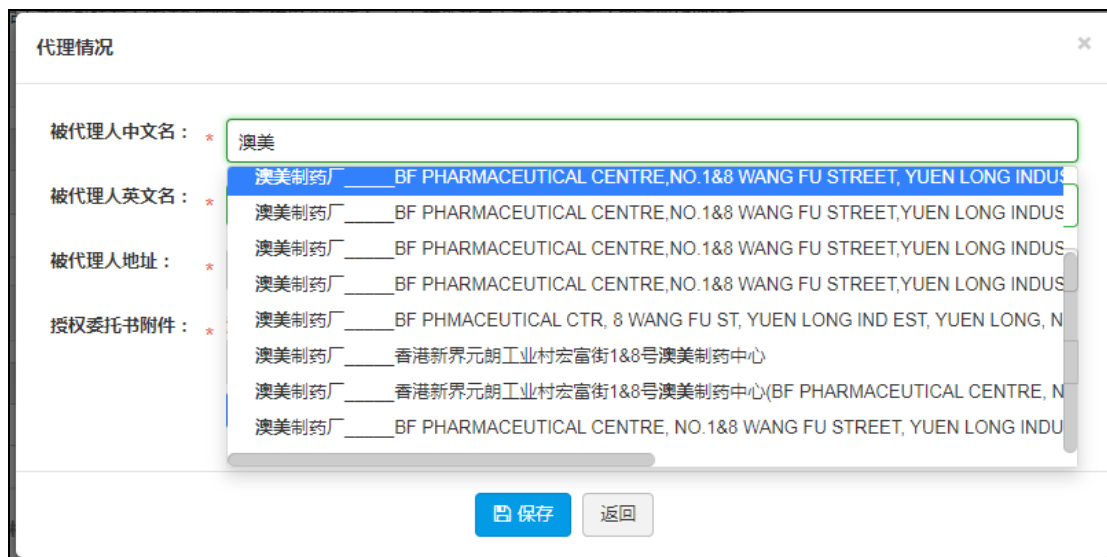 代理情况 ×
被代理人中文名： * 澳美
澳美制药厂_____BF PHARMACEUTICAL CENTRE,NO.1&8 WANG FU STREET, YUEN LONG INDUS
被代理人英文名： *
澳美制药厂_____BF PHARMACEUTICAL CENTRE,NO.1&8 WANG FU STREET,YUEN LONG INDUS
澳美制药厂_____BF PHARMACEUTICAL CENTRE,NO.1&8 WANG FU STREET,YUEN LONG INDUS
被代理人地址： *
澳美制药厂_____BF PHARMACEUTICAL CENTRE,NO.1&8 WANG FU STREET,YUEN LONG INDUS
授权委托书附件： *
澳美制药厂_____BF PHMACEUTICAL CTR, 8 WANG FU ST, YUEN LONG IND EST, YUEN LONG, N
澳美制药厂_____香港新界元朗工业村宏富街1&8号澳美制药中心
澳美制药厂_____香港新界元朗工业村宏富街1&8号澳美制药中心(BF PHARMACEUTICAL CENTRE, N
澳美制药厂_____BF PHARMACEUTICAL CENTRE, NO.1&8 WANG FU STREET, YUEN LONG INDU
保存 返回